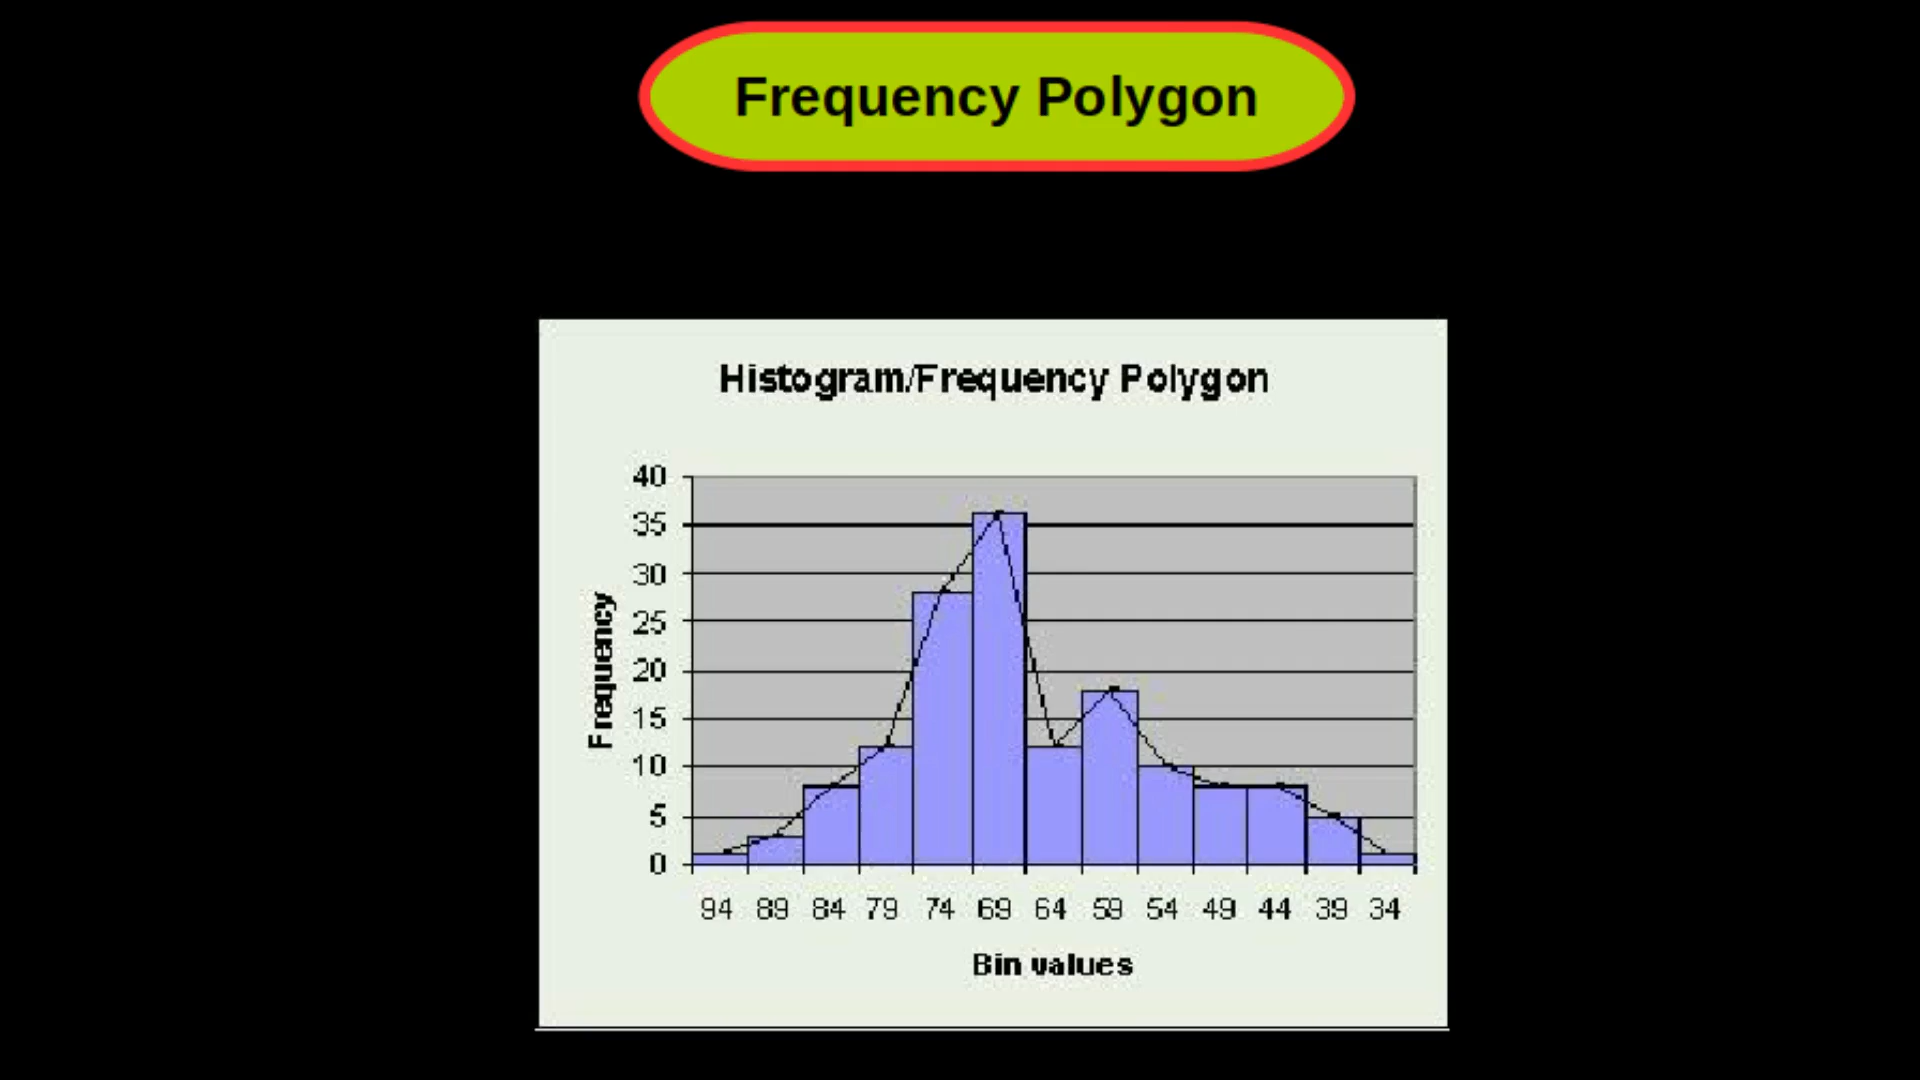 Frequency Polygon
Histogram/Frequency Polygon
40
35
30
25
20
15
10
5
0
Frequency
94 89 84 79 74 69 64 59 54 49 44 39 34
Bin values